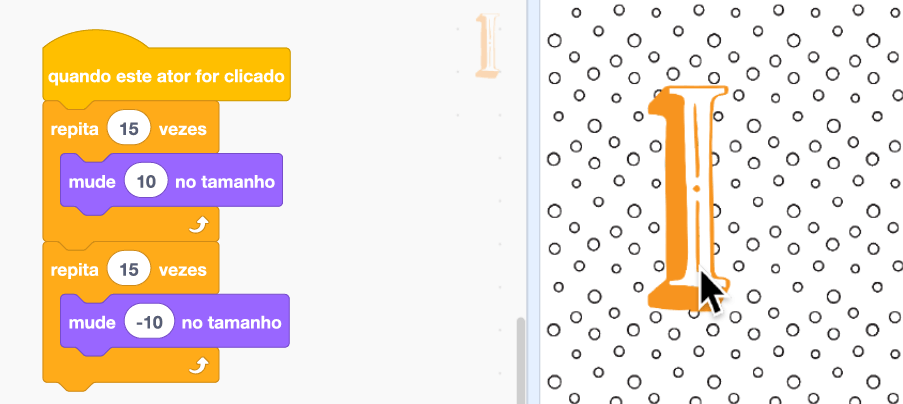 quando este ator for clicado
repita 15 vezes
mude 10 no tamanho
repita 15 vezes
mude -10 no tamanho
I